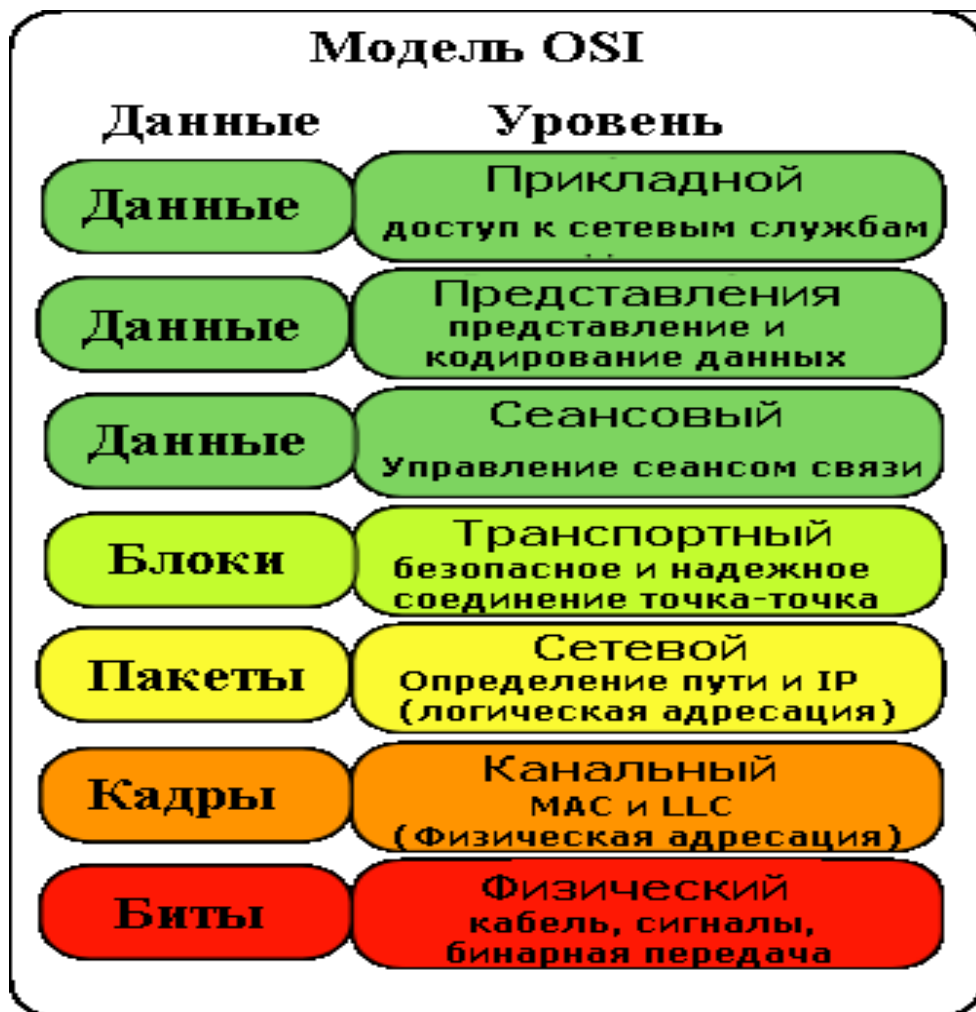 Модель OSI
Данные Уровень
Данные Прикладной
доступ к сетевым службам
Данные Представления
представление и
кодирование данных
Данные Сеансовый
Управление сеансом связи
Блоки Транспортный
безопасное и надежное
соединение точка-точка
Пакеты Сетевой
Определение пути и IP
(логическая адресация)
Кадры Канальный
MAC и LLC
(Физическая адресация)
Биты Физический
кабель, сигналы,
бинарная передача